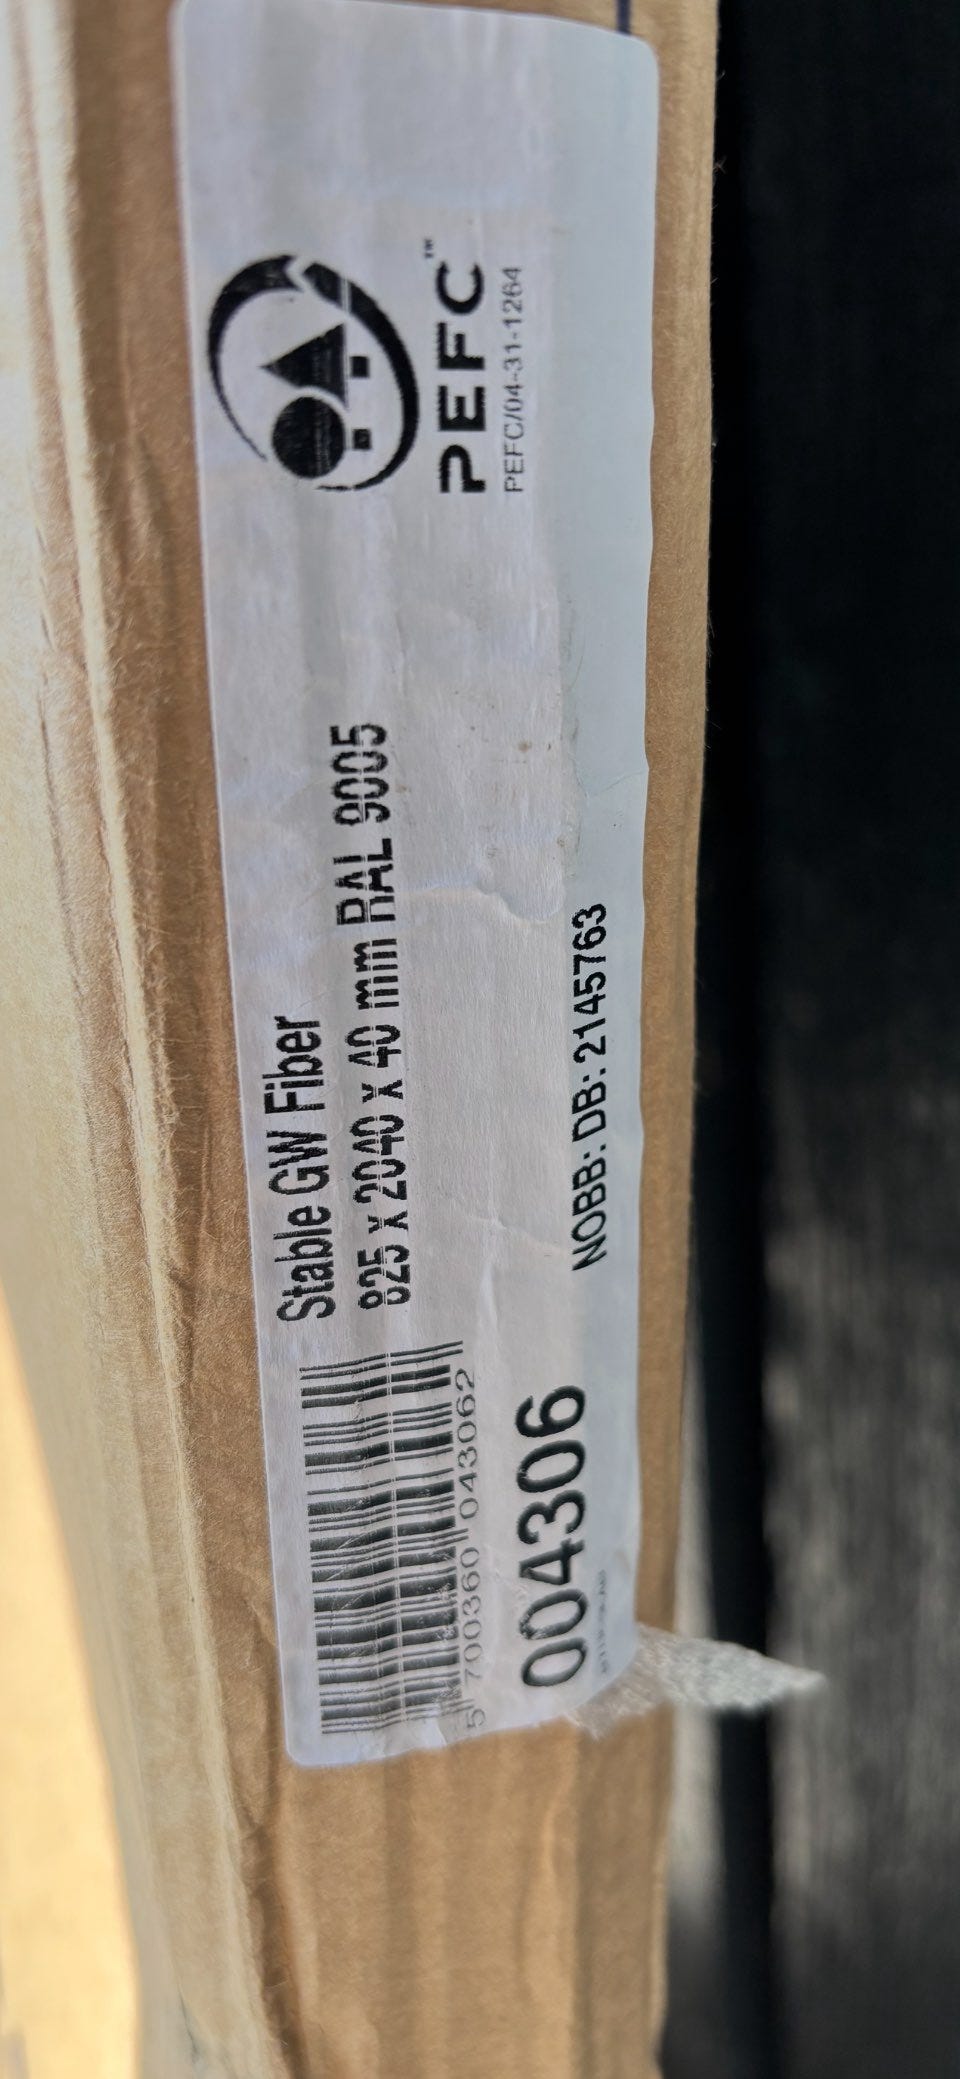 Stable GW Fiber
825 x 2040 x 40 mm RAL 9005
5 700360 043062
004306
NOBB: DB: 2145763
PEFC™
PEFC/04-31-1264